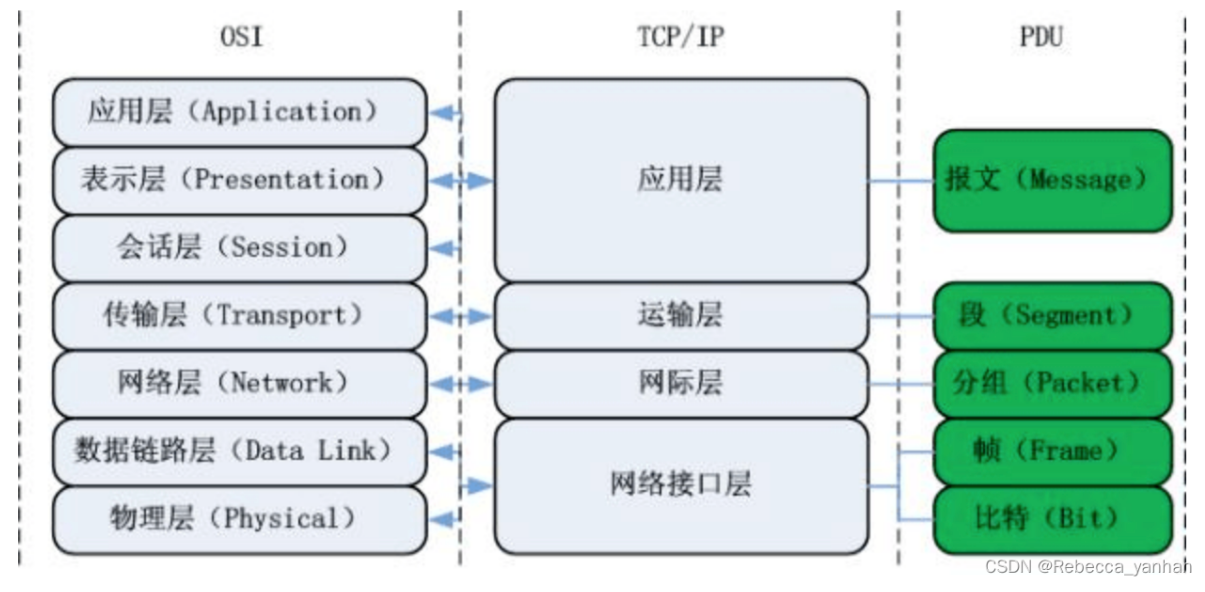 OSI
TCP/IP
PDU
应用层（Application）
表示层（Presentation）
会话层（Session）
传输层（Transport）
网络层（Network）
数据链路层（Data Link）
物理层（Physical）
应用层
运输层
网际层
网络接口层
报文（Message）
段（Segment）
分组（Packet）
帧（Frame）
比特（Bit）
CSDN @Rebecca_yanhan